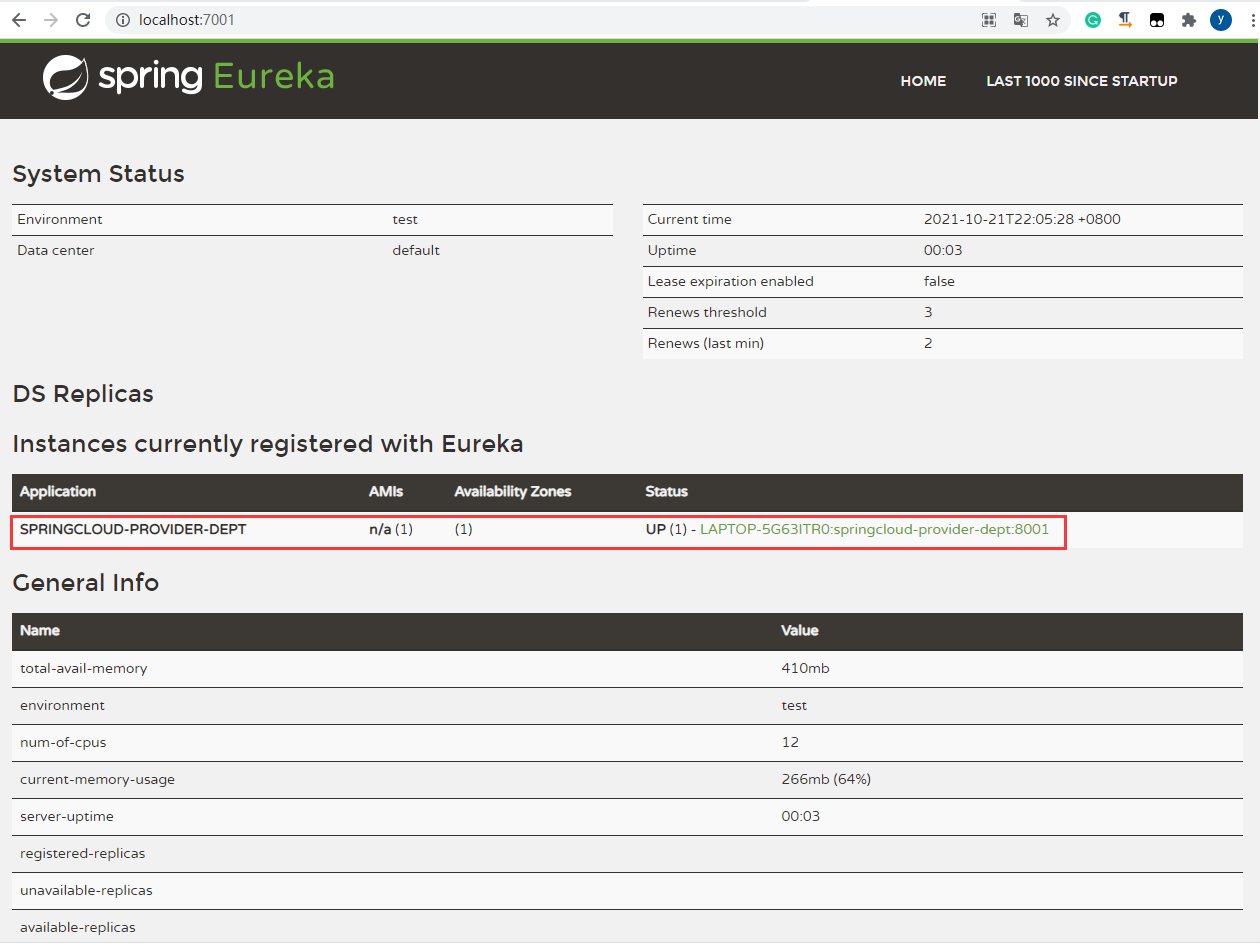 localhost:7001
G
y
spring Eureka
HOME LAST 1000 SINCE STARTUP
System Status
Environment test
Data center default
Current time 2021-10-21T22:05:28 +0800
Uptime 00:03
Lease expiration enabled false
Renews threshold 3
Renews (last min) 2
DS Replicas
Instances currently registered with Eureka
Application AMIs Availability Zones Status
SPRINGCLOUD-PROVIDER-DEPT n/a (1) (1) UP (1) - LAPTOP-5G63ITR0:springcloud-provider-dept:8001
General Info
Name Value
total-avail-memory 410mb
environment test
num-of-cpus 12
current-memory-usage 266mb (64%)
server-uptime 00:03
registered-replicas
unavailable-replicas
available-replicas